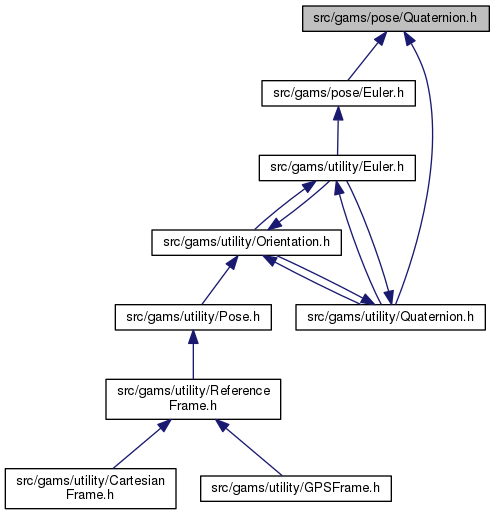 src/gams/pose/Quaternion.h
src/gams/pose/Euler.h
src/gams/utility/Euler.h
src/gams/utility/Orientation.h
src/gams/utility/Pose.h
src/gams/utility/Quaternion.h
src/gams/utility/Reference
Frame.h
src/gams/utility/Cartesian
Frame.h
src/gams/utility/GPSFrame.h